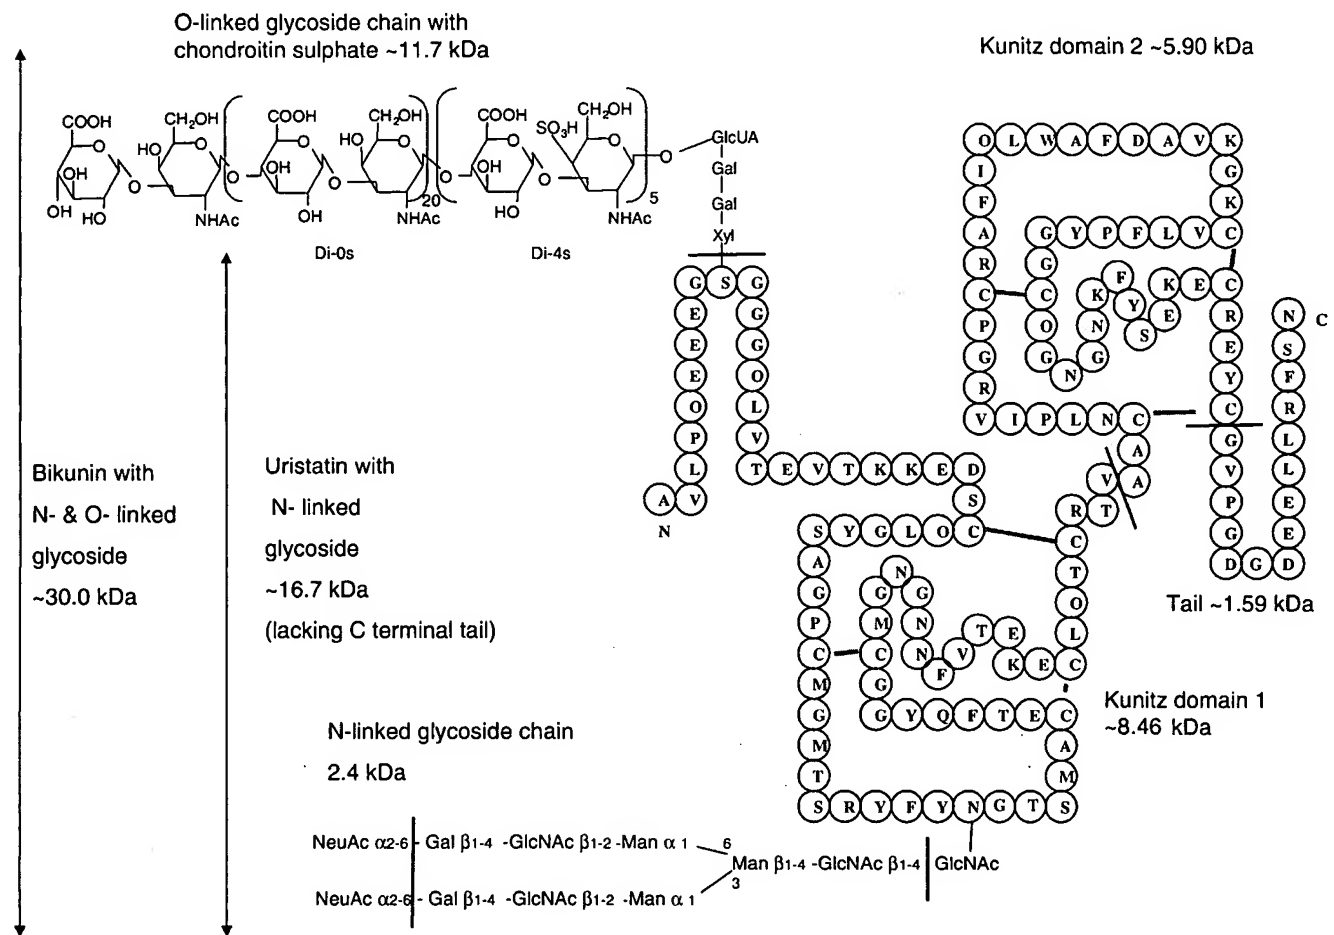 O-linked glycoside chain with
chondroitin sulphate ~11.7 kDa
Kunitz domain 2 ~5.90 kDa
COOH
OH
OH
HO
O
O
CH₂OH
HO
O
NHAc
O
COOH
OH
OH
O
O
CH₂OH
HO
O
NHAc
20
O
COOH
OH
HO
O
O
CH₂OH
SO₃H
O
NHAc
5
O
Di-0s
Di-4s
GlcUA
Gal
Gal
Xyl
A V L P O E E E G S G G G O L V T E V T K K E D S C O L G Y S A G P C M G M T S R Y F Y N G T S M A C E T F Q Y G G C M G N G N N F V T E K E C L O T C R T V A A C N L P I V R G P C R A F I O L W A F D A V K G K C V L F P Y G G C O G N G N K F Y S E K E C R E Y C G V P G D G D E E L L R F S N
N
C
Bikunin with
N- & O- linked
glycoside
~30.0 kDa
Uristatin with
N- linked
glycoside
~16.7 kDa
(lacking C terminal tail)
Tail ~1.59 kDa
Kunitz domain 1
~8.46 kDa
N-linked glycoside chain
2.4 kDa
NeuAc α2-6 - Gal β1-4 -GlcNAc β1-2 -Man α 1
6
Man β1-4 -GlcNAc β1-4 GlcNAc
3
NeuAc α2-6 - Gal β1-4 -GlcNAc β1-2 -Man α 1